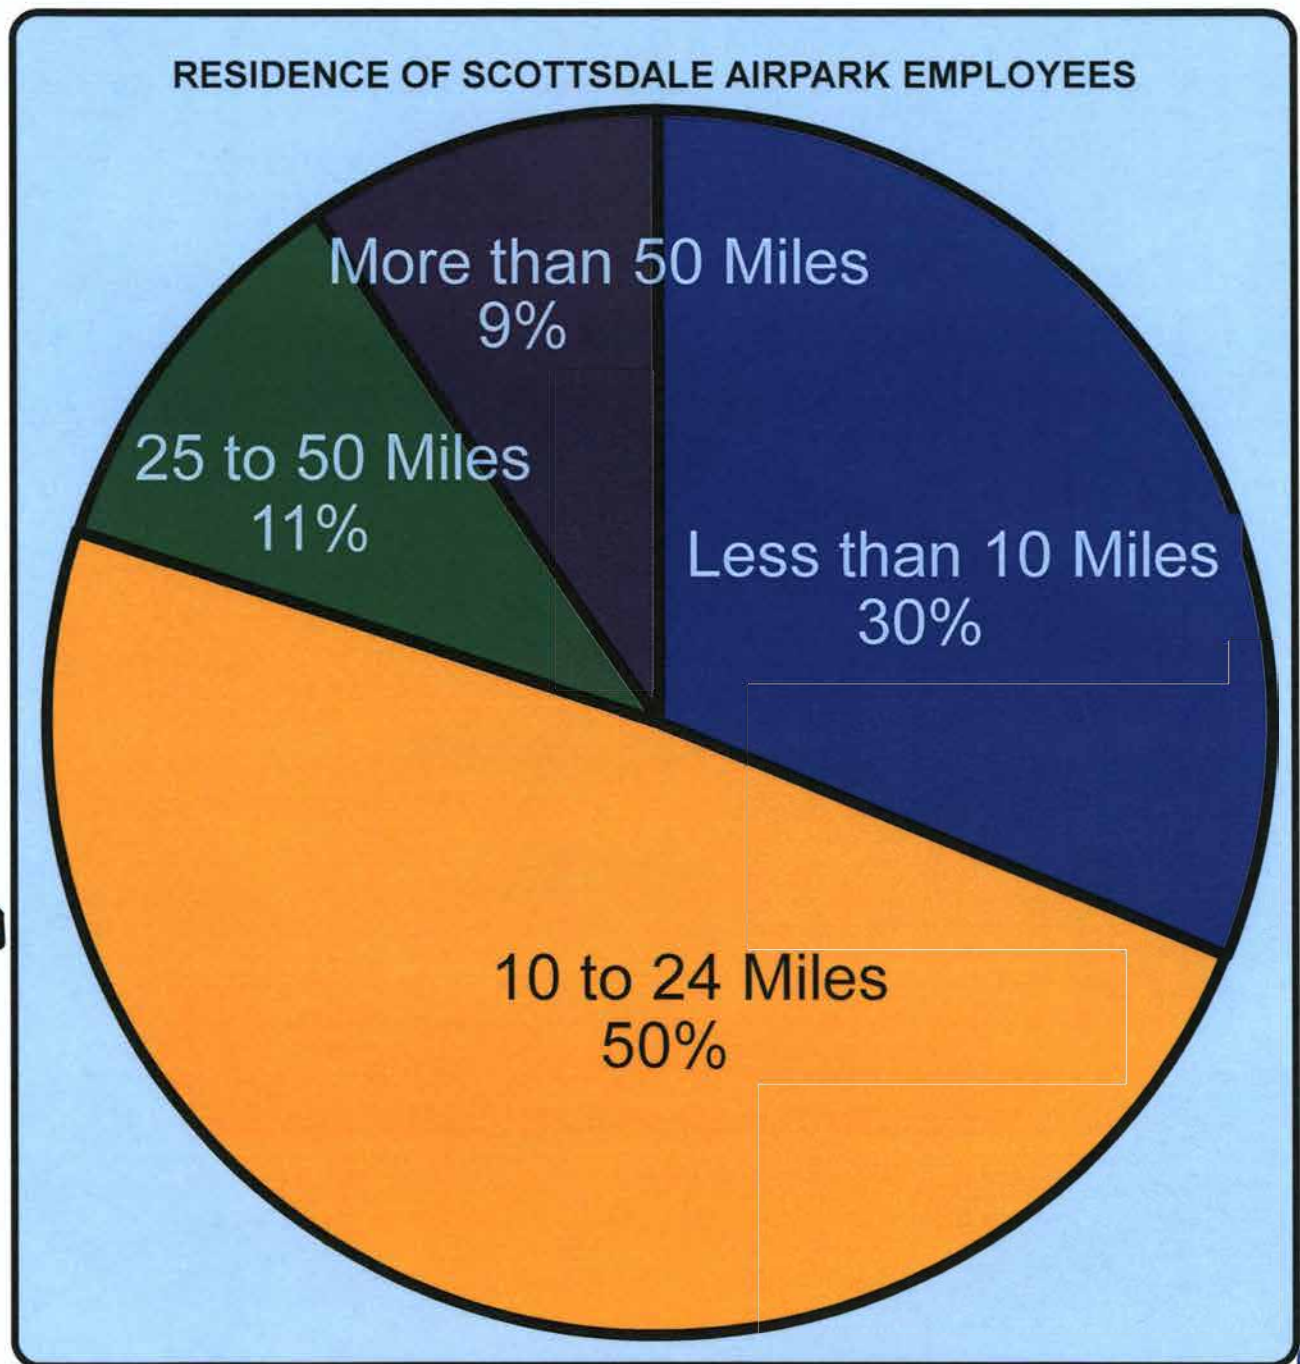 RESIDENCE OF SCOTTSDALE AIRPARK EMPLOYEES
More than 50 Miles
9%
25 to 50 Miles
11%
Less than 10 Miles
30%
10 to 24 Miles
50%